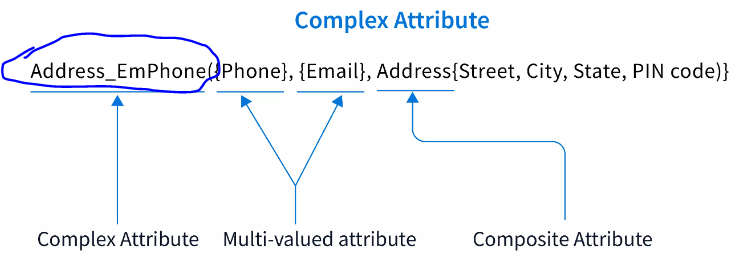 Complex Attribute
Address_EmPhone({Phone}, {Email}, Address{Street, City, State, PIN code)}
Complex Attribute Multi-valued attribute Composite Attribute